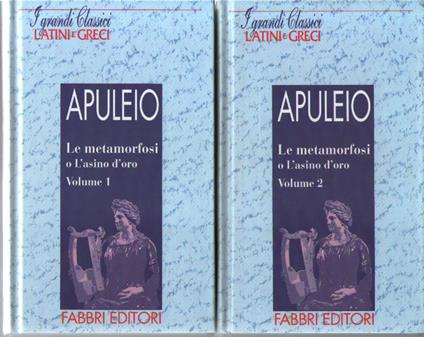 I grandi Classici
LATINI E GRECI
APULEIO
Le metamorfosi
o L'asino d'oro
Volume 1
FABBRI EDITORI
I grandi Classici
LATINI E GRECI
APULEIO
Le metamorfosi
o L'asino d'oro
Volume 2
FABBRI EDITORI